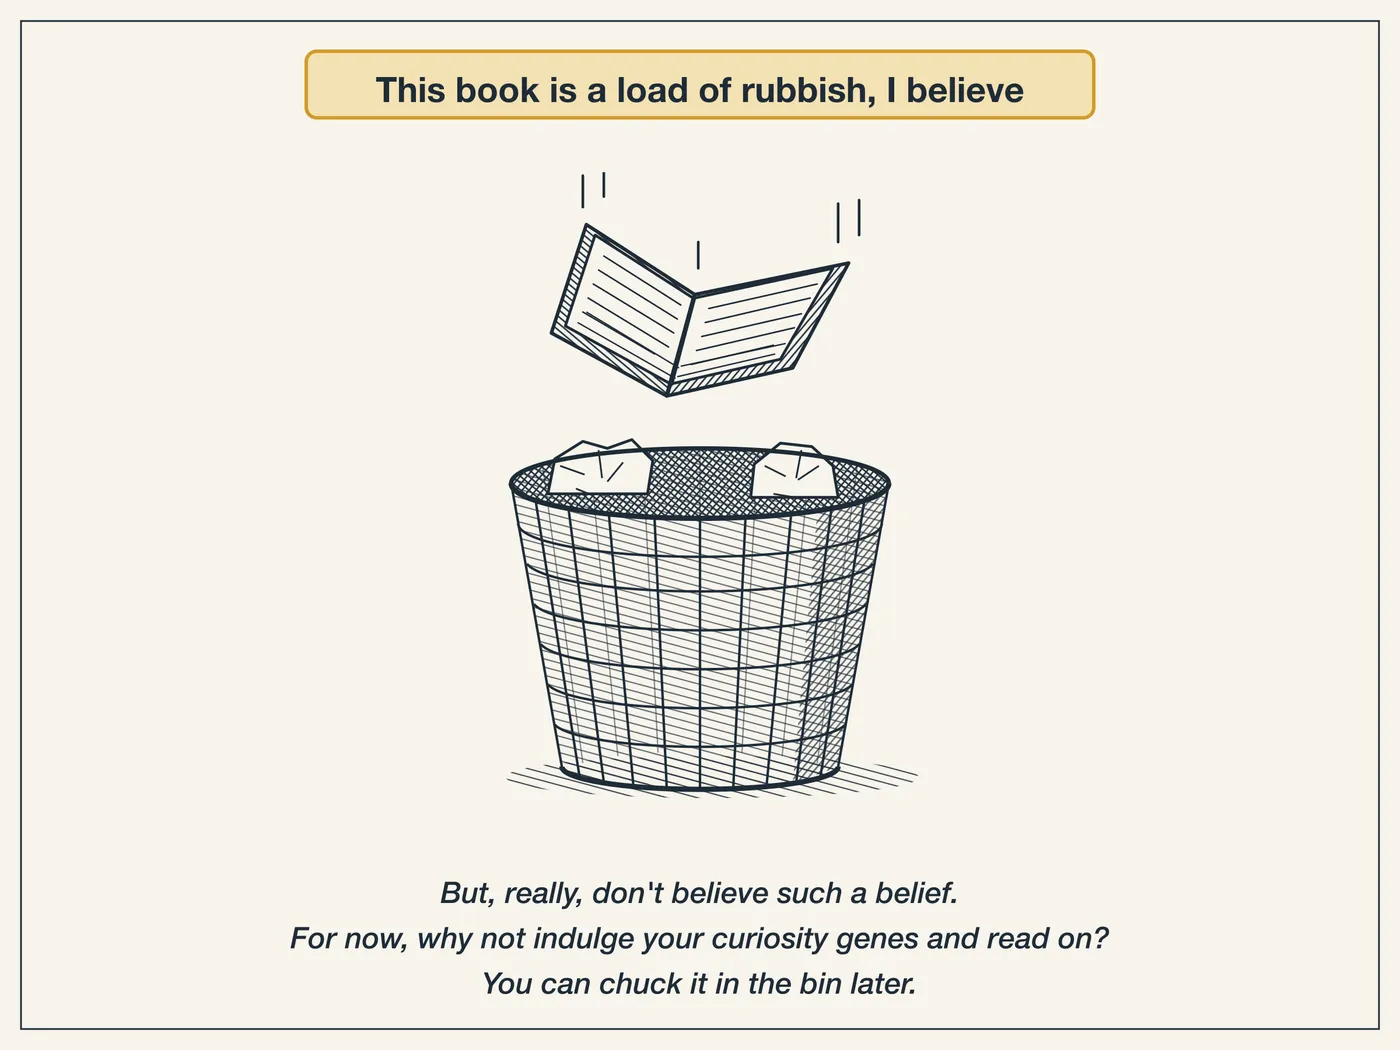 This book is a load of rubbish, I believe
But, really, don't believe such a belief.
For now, why not indulge your curiosity genes and read on?
You can chuck it in the bin later.